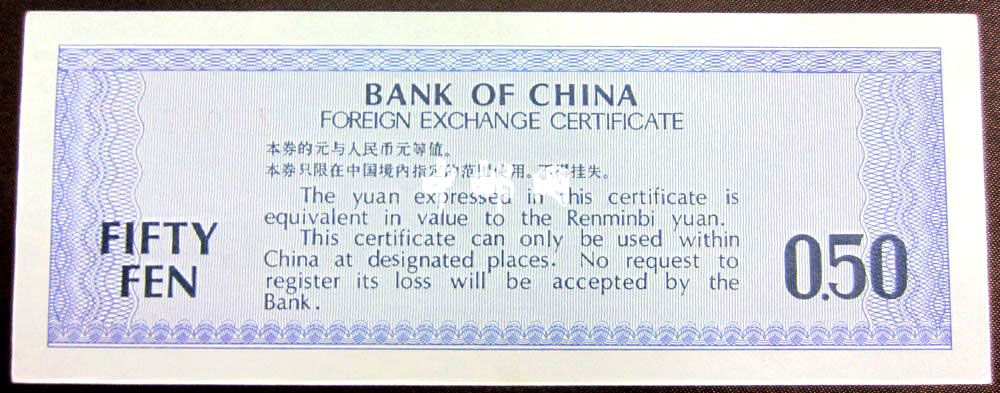 BANK OF CHINA
FOREIGN EXCHANGE CERTIFICATE
本券的元与人民币元等值。
本券只限在中国境内指定的范围使用。不得挂失。
The yuan expressed in this certificate is
equivalent in value to the Renminbi yuan.
This certificate can only be used within
China at designated places. No request to
register its loss will be accepted by the
Bank.
FIFTY
FEN
0.50